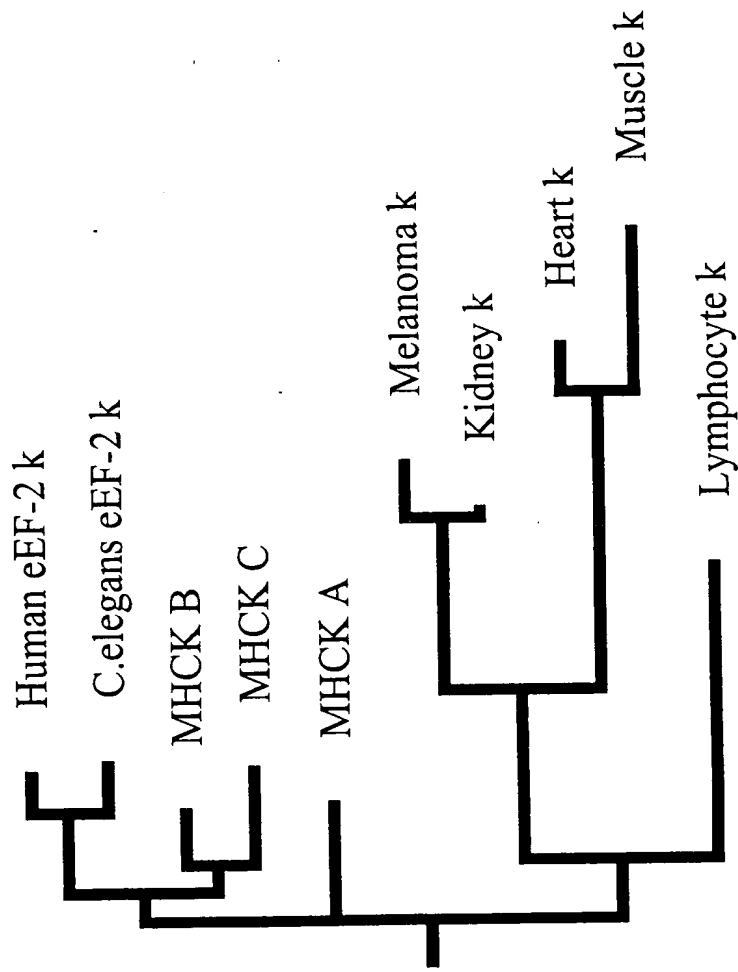 Human eEF-2 k
C.elegans eEF-2 k
MHCK B
MHCK C
MHCK A
Melanoma k
Kidney k
Heart k
Muscle k
Lymphocyte k